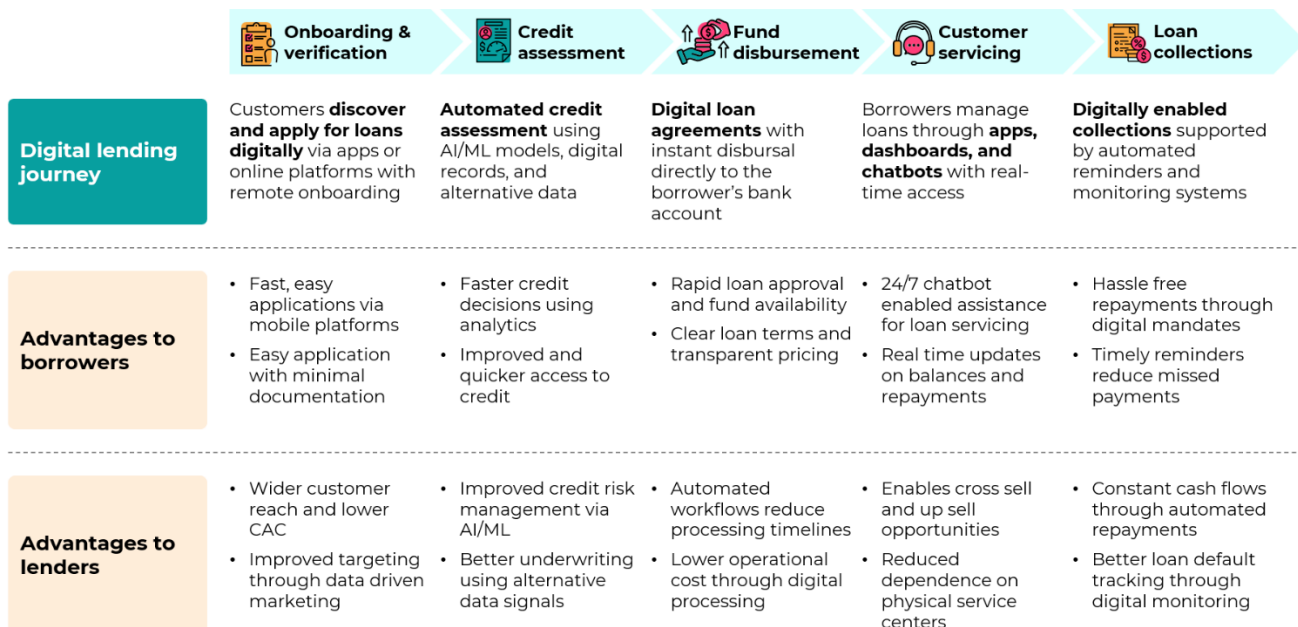 Onboarding &
verification
Credit
assessment
Fund
disbursement
Customer
servicing
Loan
collections
Digital lending
journey
Customers discover
and apply for loans
digitally via apps or
online platforms with
remote onboarding
Automated credit
assessment using
AI/ML models, digital
records, and
alternative data
Digital loan
agreements with
instant disbursal
directly to the
borrower's bank
account
Borrowers manage
loans through apps,
dashboards, and
chatbots with real-
time access
Digitally enabled
collections supported
by automated
reminders and
monitoring systems
Advantages to
borrowers
• Fast, easy
applications via
mobile platforms
• Easy application
with minimal
documentation
• Faster credit
decisions using
analytics
• Improved and
quicker access to
credit
• Rapid loan approval
and fund availability
• Clear loan terms and
transparent pricing
• 24/7 chatbot
enabled assistance
for loan servicing
• Real time updates
on balances and
repayments
• Hassle free
repayments through
digital mandates
• Timely reminders
reduce missed
payments
Advantages to
lenders
• Wider customer
reach and lower
CAC
• Improved targeting
through data driven
marketing
• Improved credit risk
management via
AI/ML
• Better underwriting
using alternative
data signals
• Automated
workflows reduce
processing timelines
• Lower operational
cost through digital
processing
• Enables cross sell
and up sell
opportunities
• Reduced
dependence on
physical service
centers
• Constant cash flows
through automated
repayments
• Better loan default
tracking through
digital monitoring